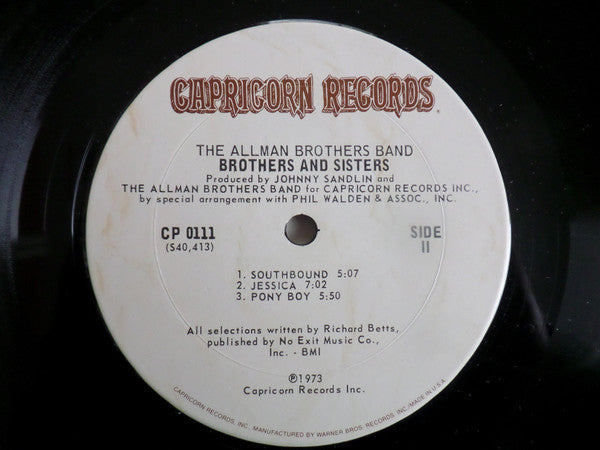 CAPRICORN RECORDS
THE ALLMAN BROTHERS BAND
BROTHERS AND SISTERS
Produced by JOHNNY SANDLIN and
THE ALLMAN BROTHERS BAND for CAPRICORN RECORDS INC.,
by special arrangement with PHIL WALDEN & ASSOC., INC.
CP 0111
(S40,413)
SIDE
II
1. SOUTHBOUND 5:07
2. JESSICA 7:02
3. PONY BOY 5:50
All selections written by Richard Betts,
published by No Exit Music Co.,
Inc. - BMI
℗1973
Capricorn Records Inc.
CAPRICORN RECORDS, INC., MANUFACTURED BY WARNER BROS. RECORDS, INC./MADE IN U.S.A.